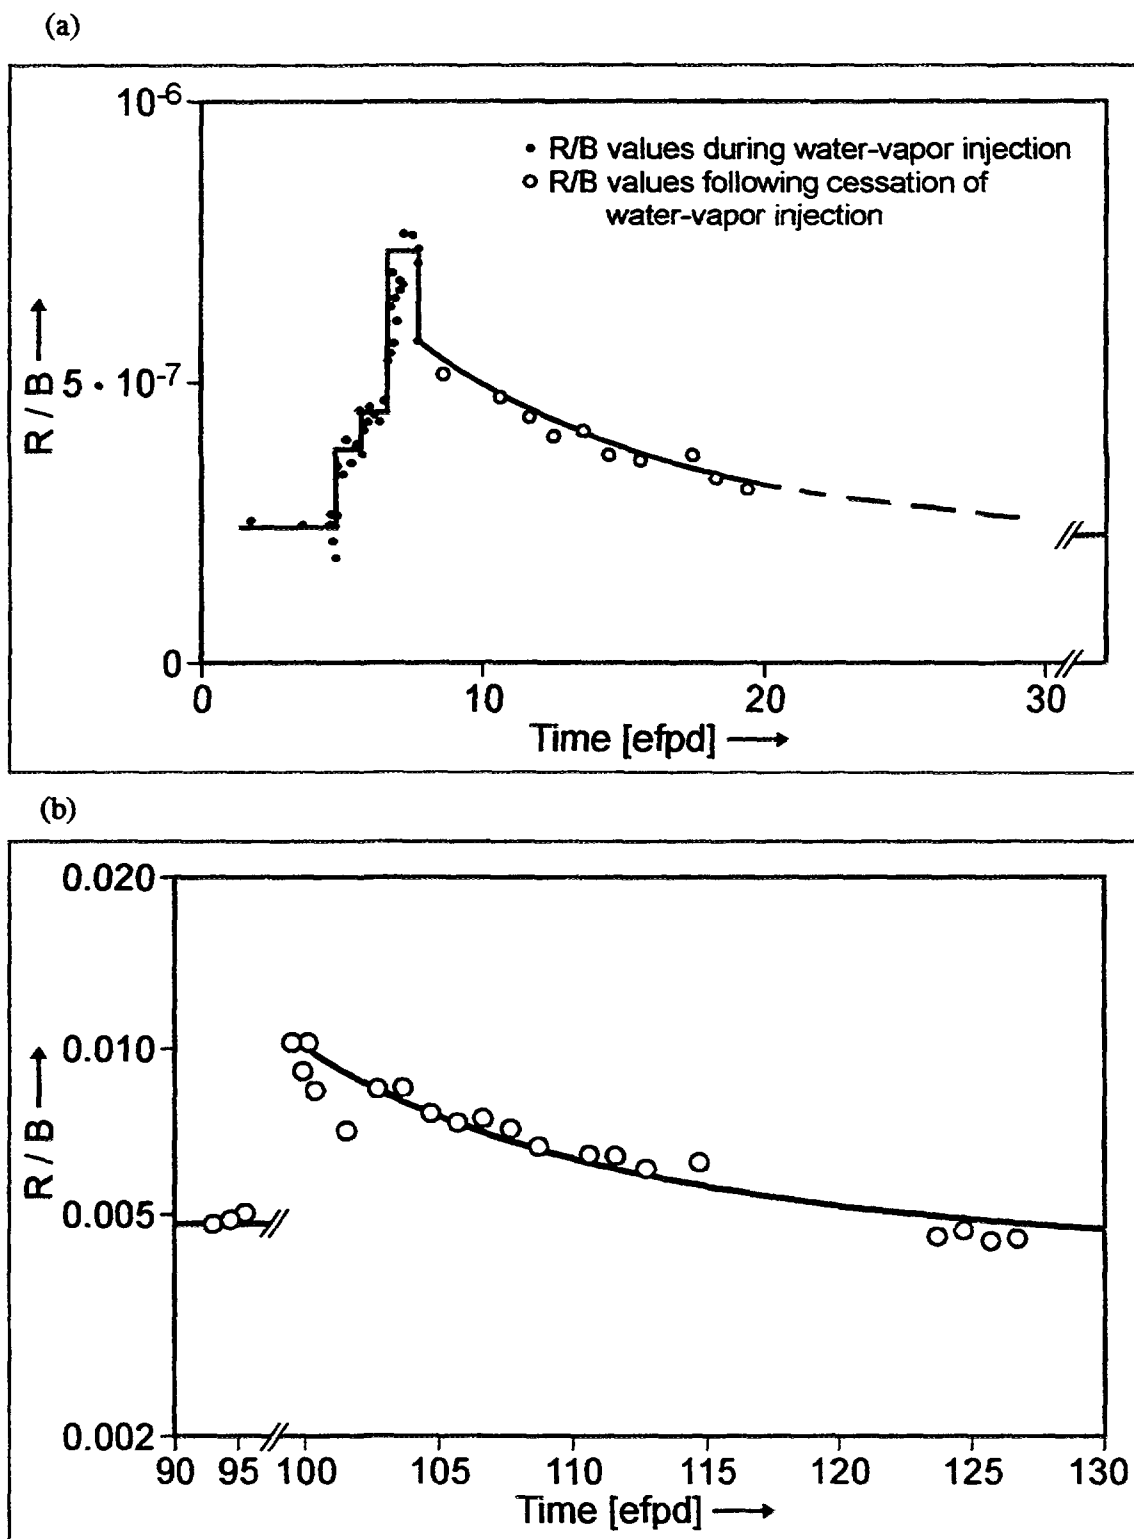 (a)
10-6
• R/B values during water-vapor injection
o R/B values following cessation of
water-vapor injection
R / B →
5 • 10-7
0
0 10 20 30
Time [efpd] →
(b)
0.020
0.010
R / B →
0.005
0.002
90 95 100 105 110 115 120 125 130
Time [efpd] →